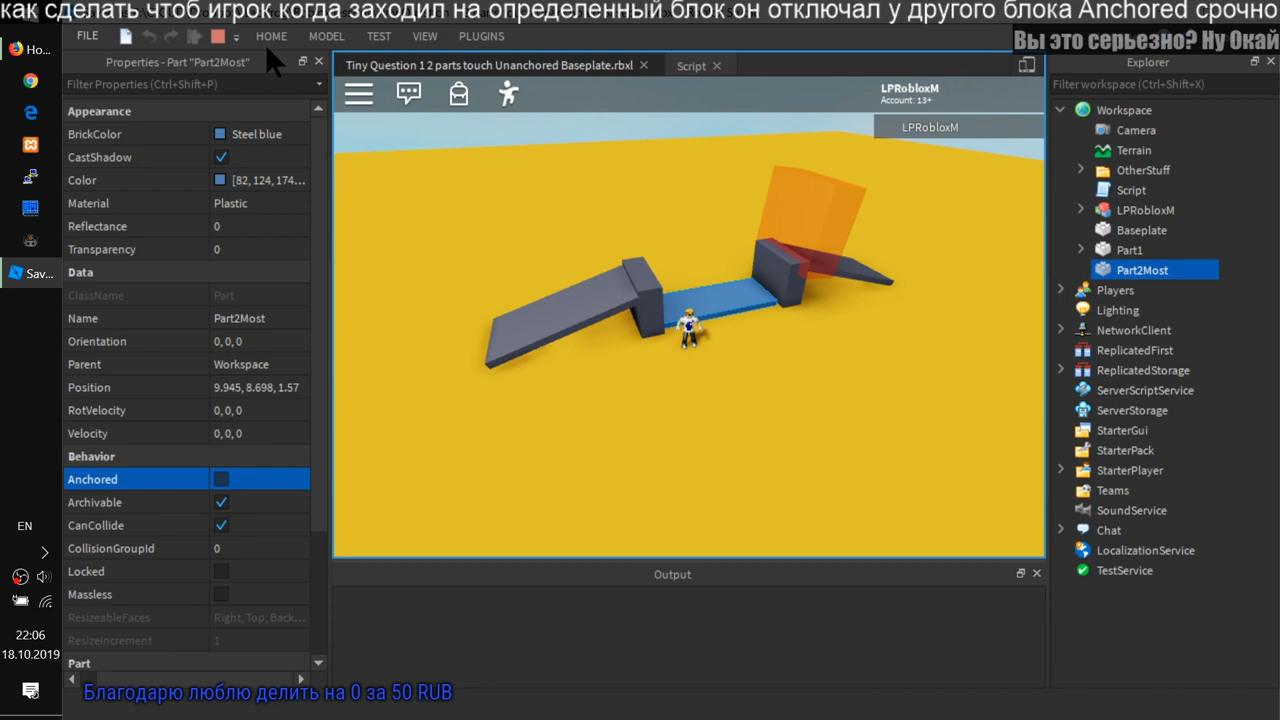 как сделать чтоб игрок когда заходил на определенный блок он отключал у другого блока Anchored срочно
Вы это серьезно? Ну Окай
FILE
HOME
MODEL
TEST
VIEW
PLUGINS
Ho...
Sav...
EN
22:06
18.10.2019
Properties - Part "Part2Most"
Filter Properties (Ctrl+Shift+P)
Appearance
BrickColor Steel blue
CastShadow
Color [82, 124, 174...
Material Plastic
Reflectance 0
Transparency 0
Data
ClassName Part
Name Part2Most
Orientation 0, 0, 0
Parent Workspace
Position 9.945, 8.698, 1.57
RotVelocity 0, 0, 0
Velocity 0, 0, 0
Behavior
Anchored
Archivable
CanCollide
CollisionGroupId 0
Locked
Massless
ResizeableFaces Right, Top, Back...
ResizeIncrement 1
Part
Tiny Question 1 2 parts touch Unanchored Baseplate.rbxl
Script
LPRobloxM
Account: 13+
LPRobloxM
Output
Explorer
Filter workspace (Ctrl+Shift+X)
Workspace
Camera
Terrain
OtherStuff
Script
LPRobloxM
Baseplate
Part1
Part2Most
Players
Lighting
NetworkClient
ReplicatedFirst
ReplicatedStorage
ServerScriptService
ServerStorage
StarterGui
StarterPack
StarterPlayer
Teams
SoundService
Chat
LocalizationService
TestService
Благодарю люблю делить на 0 за 50 RUB